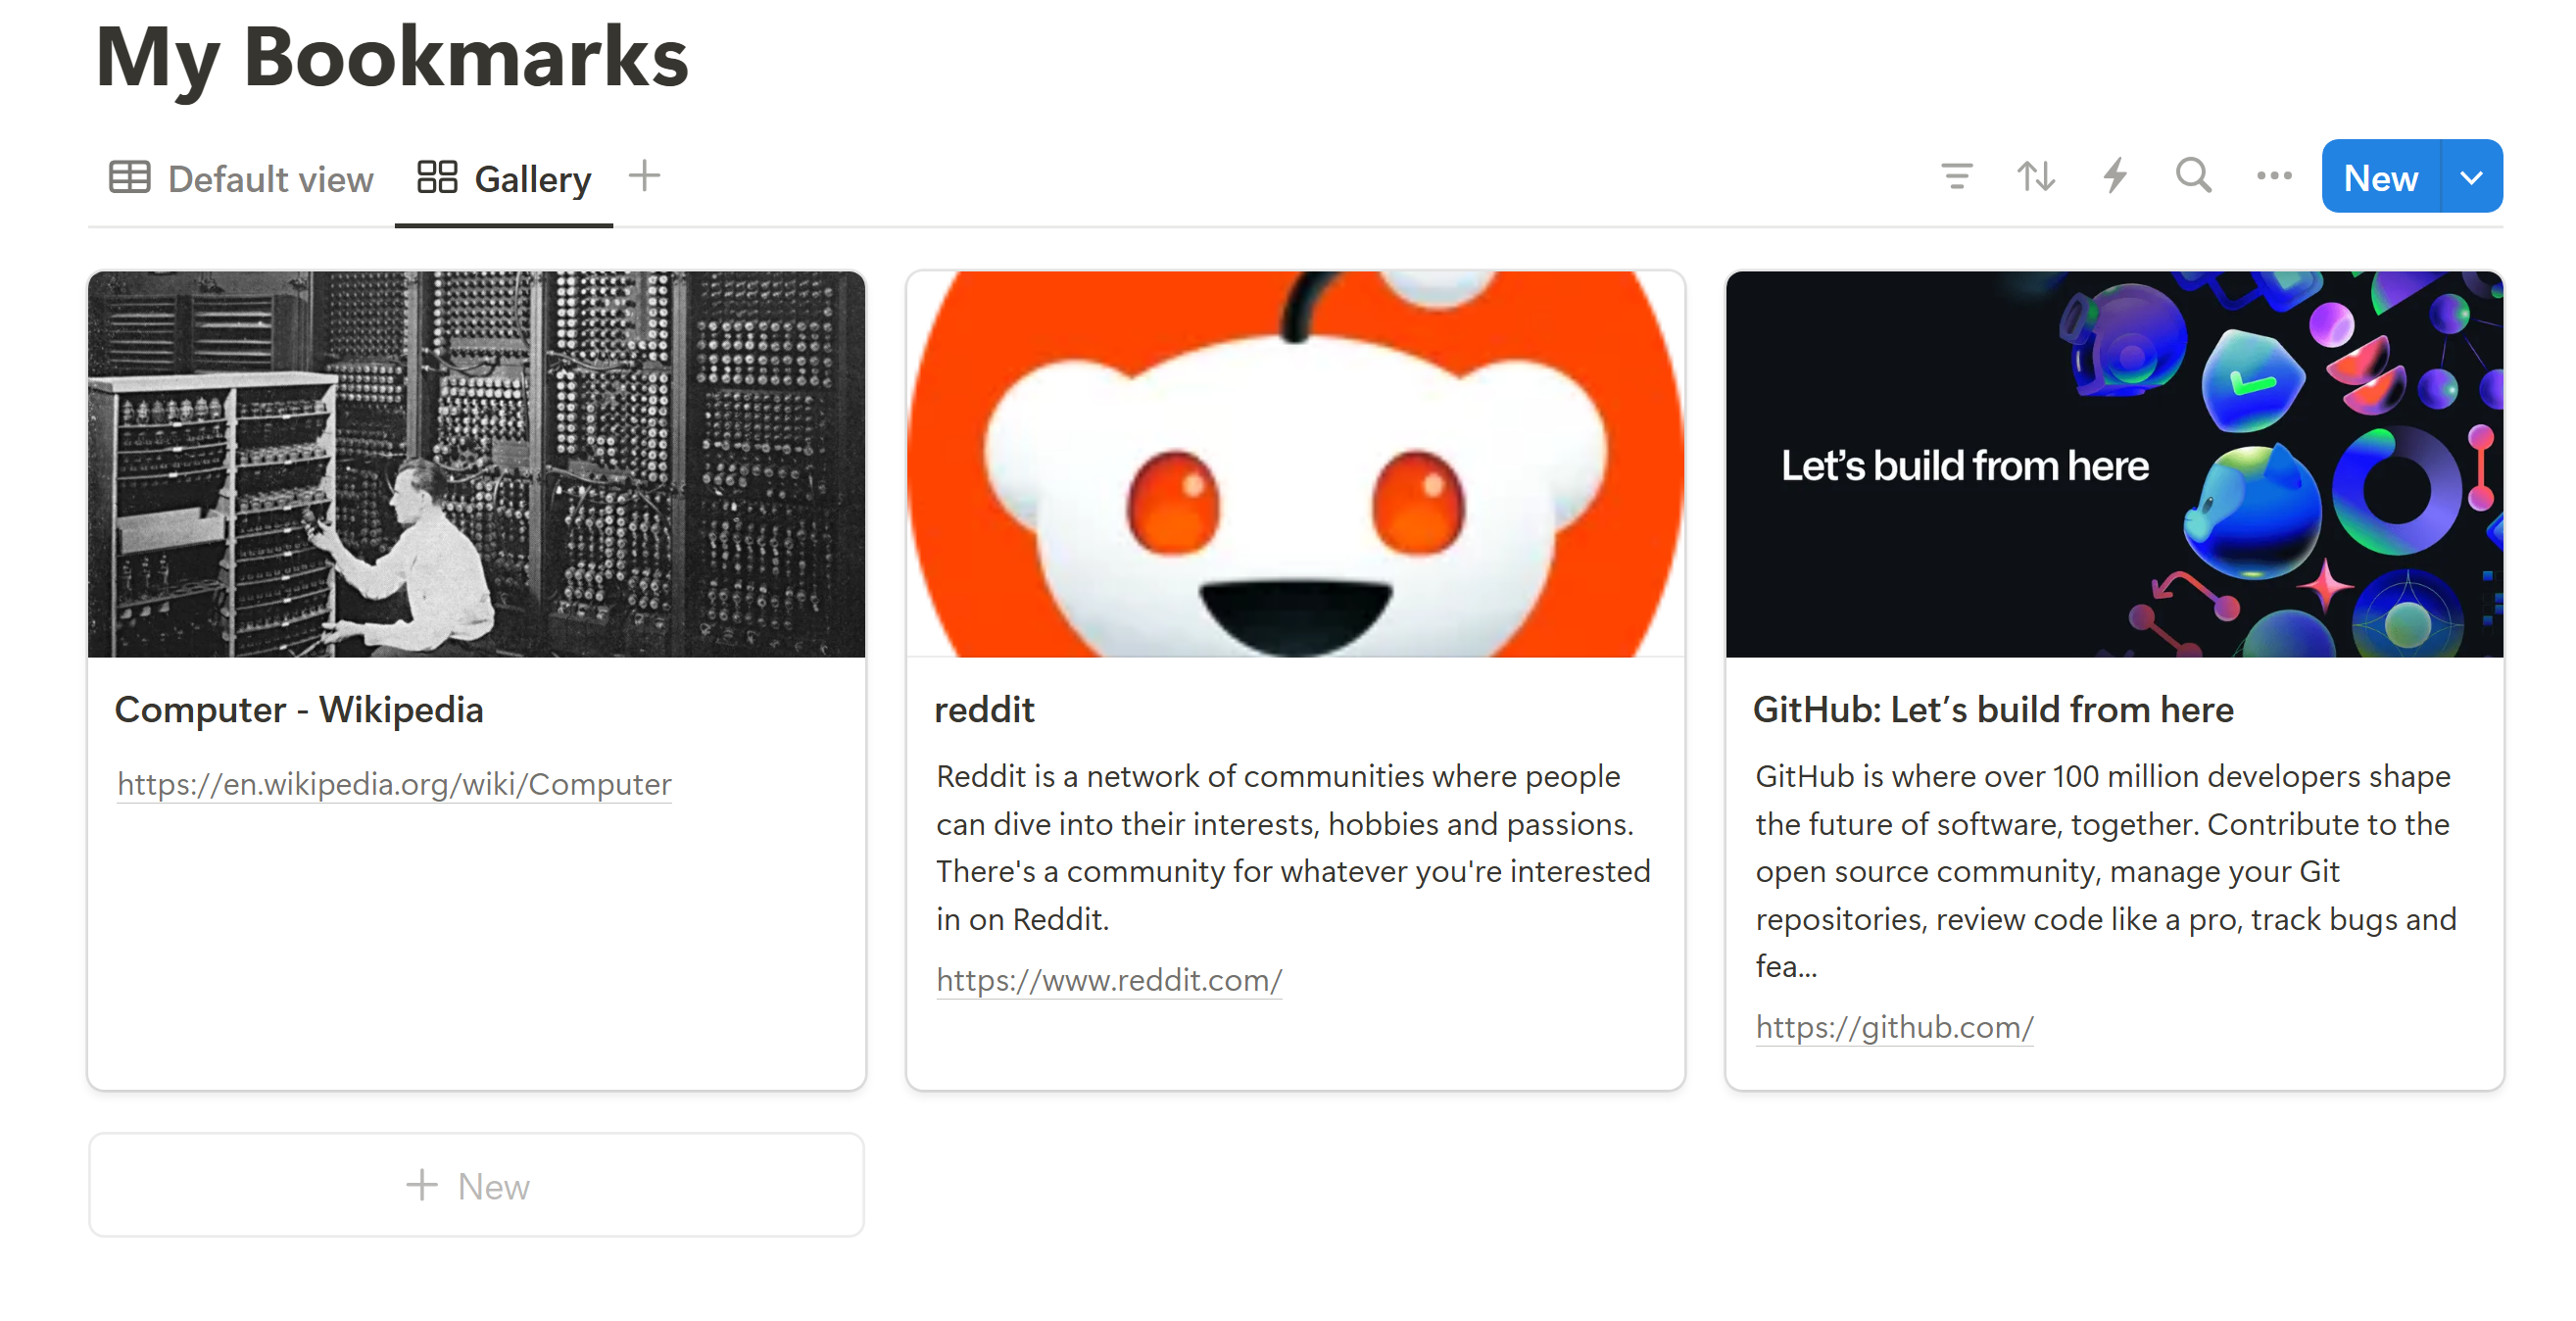 My Bookmarks
Default view
Gallery
New
Let's build from here
Computer - Wikipedia
https://en.wikipedia.org/wiki/Computer
reddit
Reddit is a network of communities where people
can dive into their interests, hobbies and passions.
There's a community for whatever you're interested
in on Reddit.
https://www.reddit.com/
GitHub: Let’s build from here
GitHub is where over 100 million developers shape
the future of software, together. Contribute to the
open source community, manage your Git
repositories, review code like a pro, track bugs and
fea...
https://github.com/
New